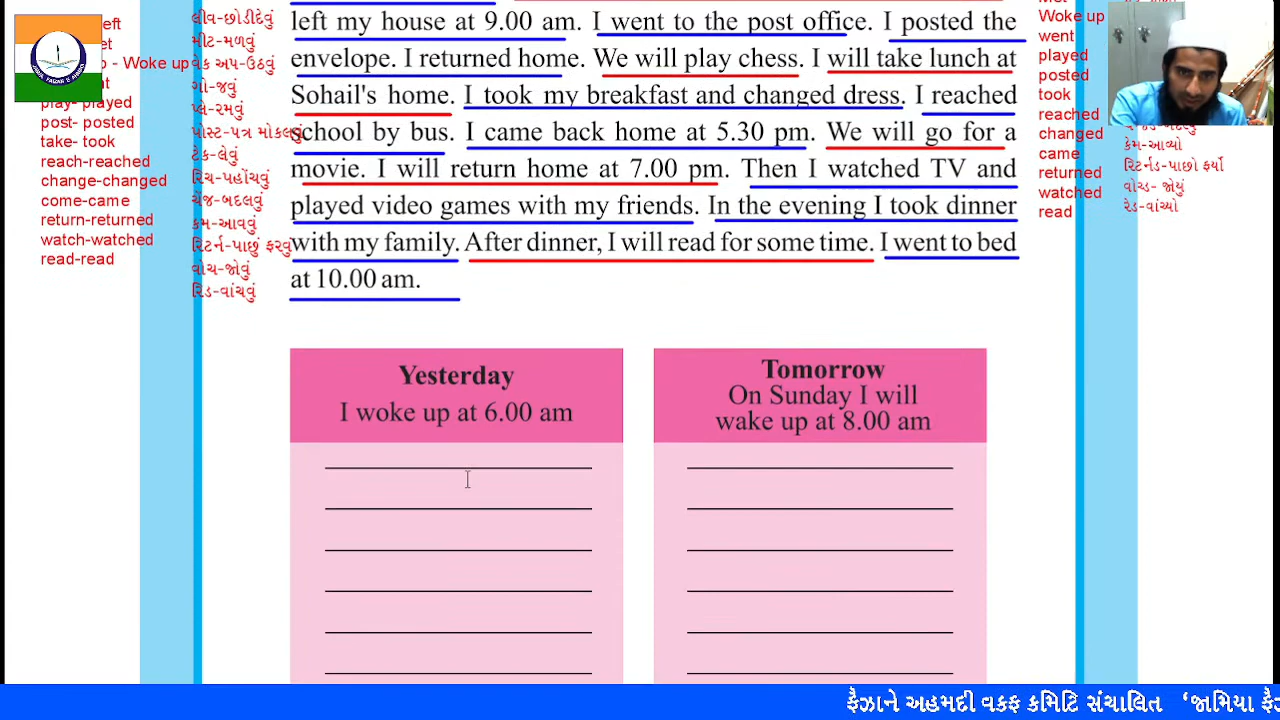 left my house at 9.00 am. I went to the post office. I posted the
envelope. I returned home. We will play chess. I will take lunch at
Sohail's home. I took my breakfast and changed dress. I reached
school by bus. I came back home at 5.30 pm. We will go for a
movie. I will return home at 7.00 pm. Then I watched TV and
played video games with my friends. In the evening I took dinner
with my family. After dinner, I will read for some time. I went to bed
at 10.00 am.
- Woke up
play- played
post- posted
take- took
reach-reached
change-changed
come-came
return-returned
watch-watched
read-read
લીવ-છોડીદેવું
મીટ-મળવું
વેક અપ-ઉઠવું
ગો-જવું
પ્લે-રમવું
પોસ્ટ-પત્ર મોકલવું
ટેક-લેવું
રિચ-પહોંચવું
ચેંજ-બદલવું
કમ-આવવું
રિટર્ન-પાછું ફરવું
વોચ-જોવું
રિડ-વાંચવું
Woke up
went
played
posted
took
reached
changed
came
returned
watched
read
કેમ-આવ્યો
રિટર્નડ-પાછો ફર્યો
વોચ્ડ- જોયું
રેડ-વાંચ્યો
Yesterday
I woke up at 6.00 am
Tomorrow
On Sunday I will
wake up at 8.00 am
ફૈઝાને અહમદી વકફ કમિટિ સંચાલિત ‘જામિયા ફૈઝ